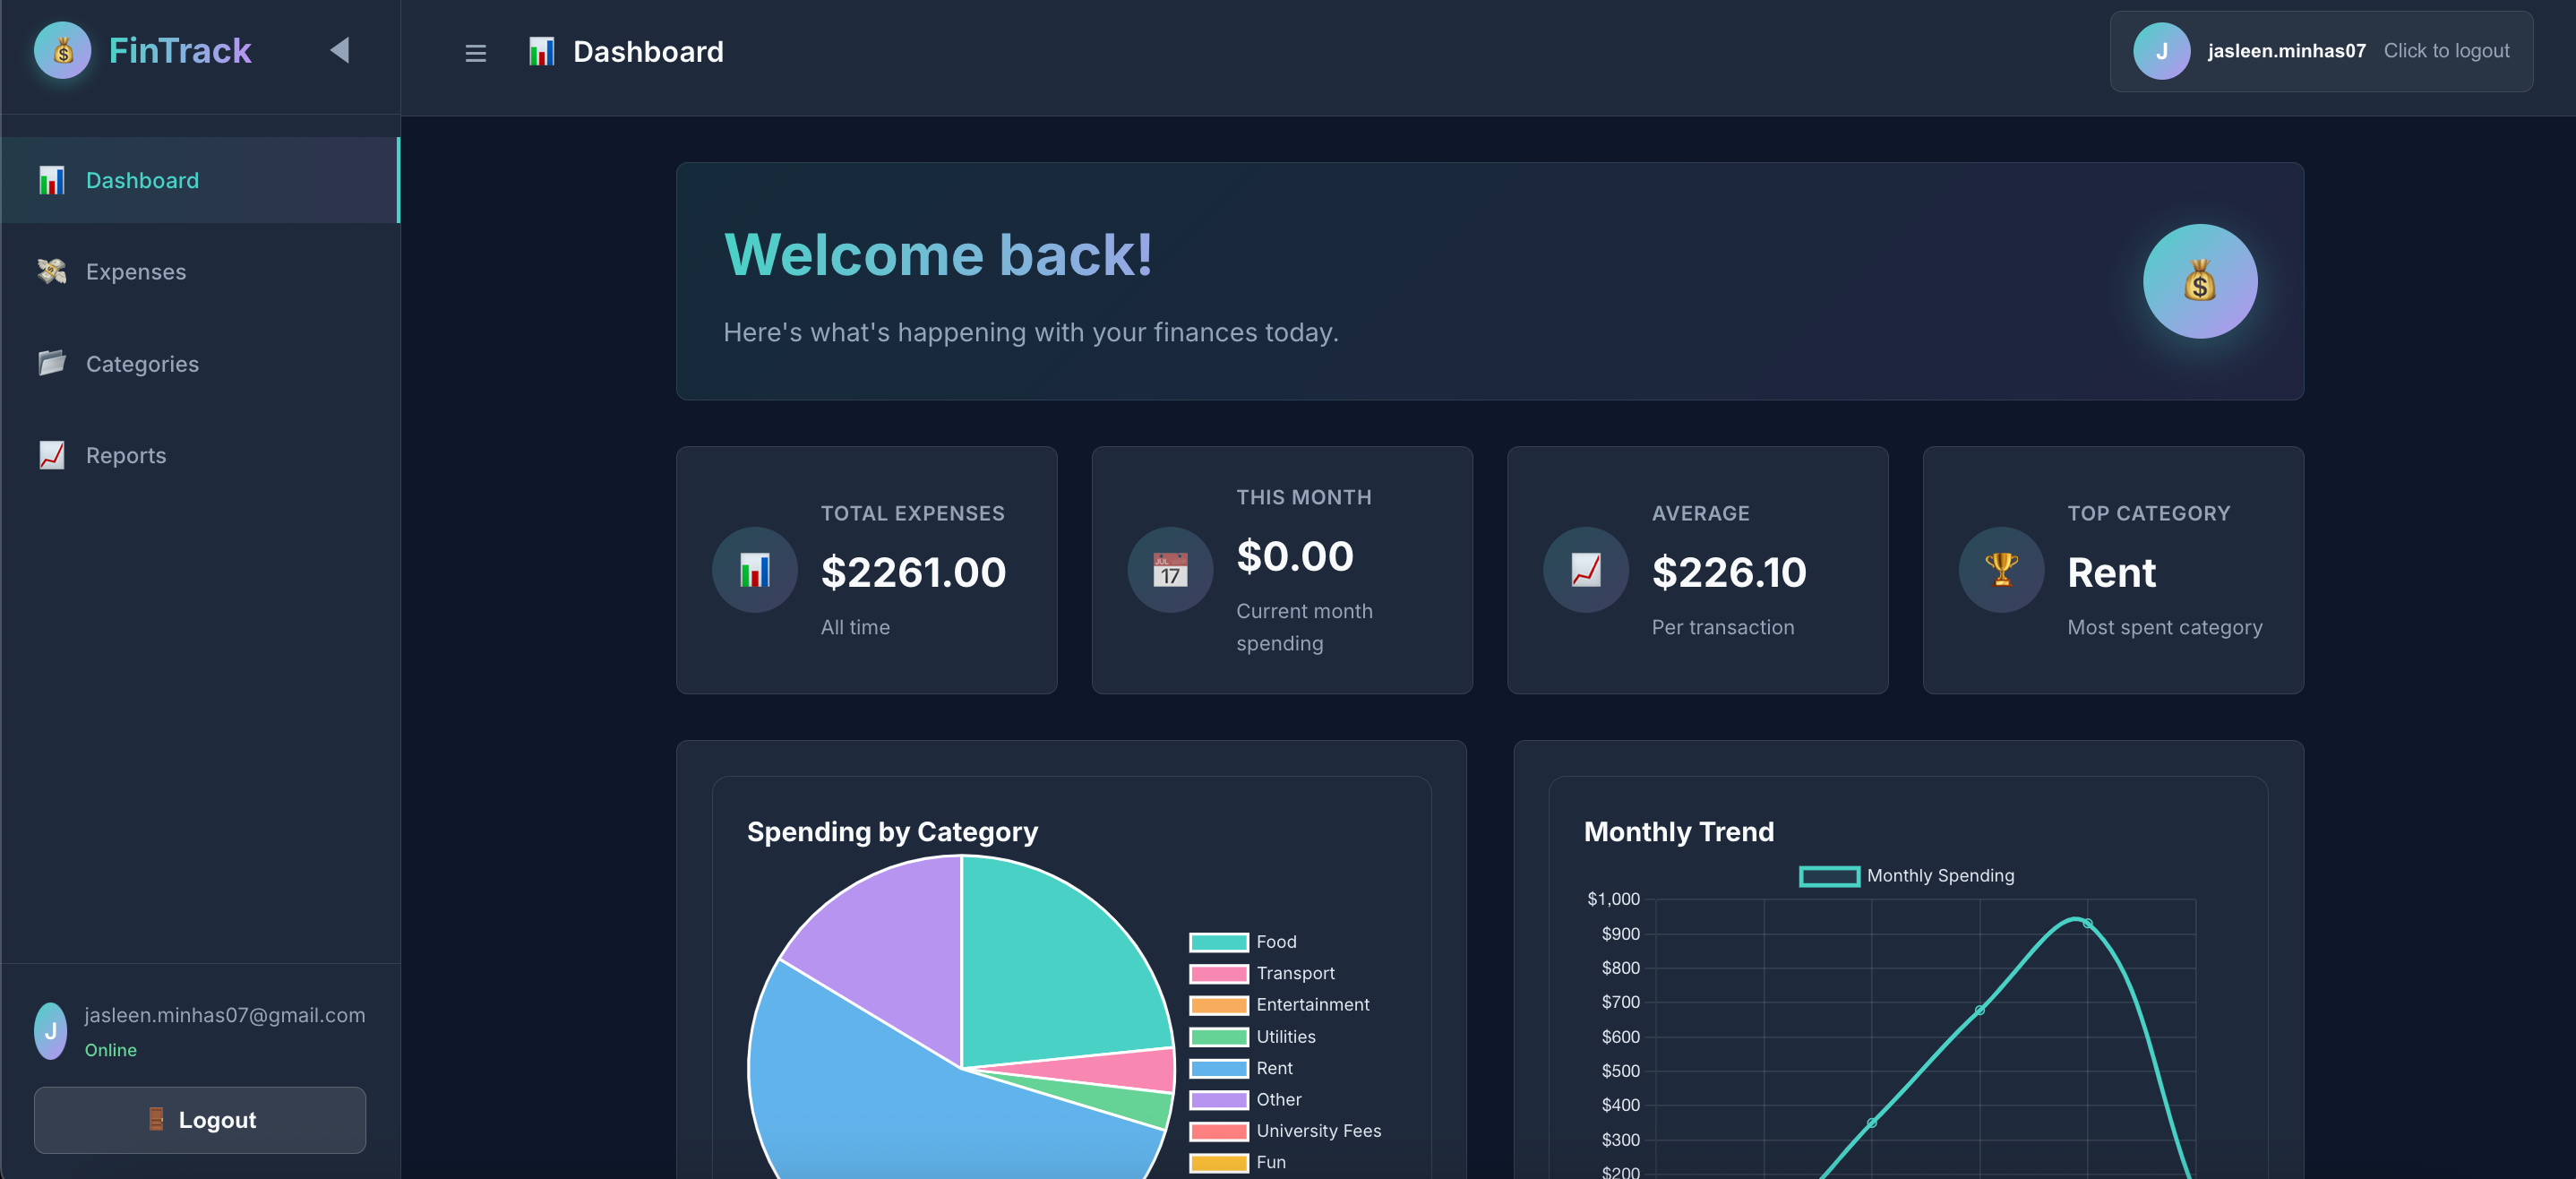 FinTrack
Dashboard
Expenses
Categories
Reports
J
jasleen.minhas07@gmail.com
Online
Logout
Dashboard
J
jasleen.minhas07 Click to logout
Welcome back!
Here's what's happening with your finances today.
TOTAL EXPENSES
$2261.00
All time
THIS MONTH
JUL
17
$0.00
Current month
spending
AVERAGE
$226.10
Per transaction
TOP CATEGORY
Rent
Most spent category
Spending by Category
Food
Transport
Entertainment
Utilities
Rent
Other
University Fees
Fun
Monthly Trend
Monthly Spending
$1,000
$900
$800
$700
$600
$500
$400
$300
$200